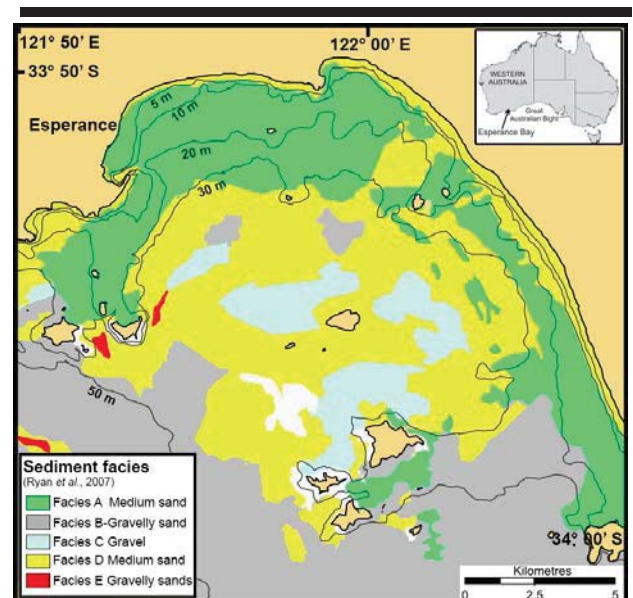 121° 50' E
122° 00' E
33° 50' S
WESTERN
AUSTRALIA
Great
Australian Bight
Esperance Bay
5 m
10 m
Esperance
20 m
30 m
50 m
Sediment facies
(Ryan et al., 2007)
Facies A Medium sand
Facies B-Gravelly sand
Facies C Gravel
Facies D Medium sand
Facies E Gravelly sands
34° 00' S
Kilometres
0 2.5 5